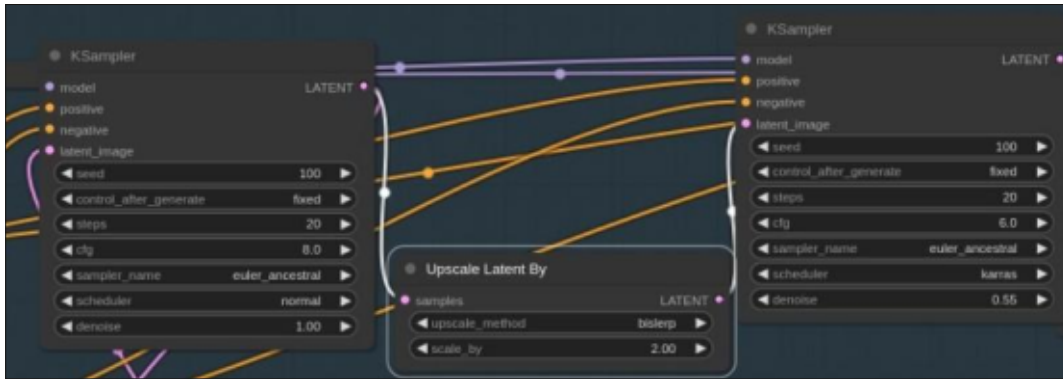 KSampler
model LATENT
positive
negative
latent_image
seed 100
control_after_generate fixed
steps 20
cfg 8.0
sampler_name euler_ancestral
scheduler normal
denoise 1.00
Upscale Latent By
samples LATENT
upscale_method bislerp
scale_by 2.00
KSampler
model LATENT
positive
negative
latent_image
seed 100
control_after_generate fixed
steps 20
cfg 6.0
sampler_name euler_ancestral
scheduler karras
denoise 0.55